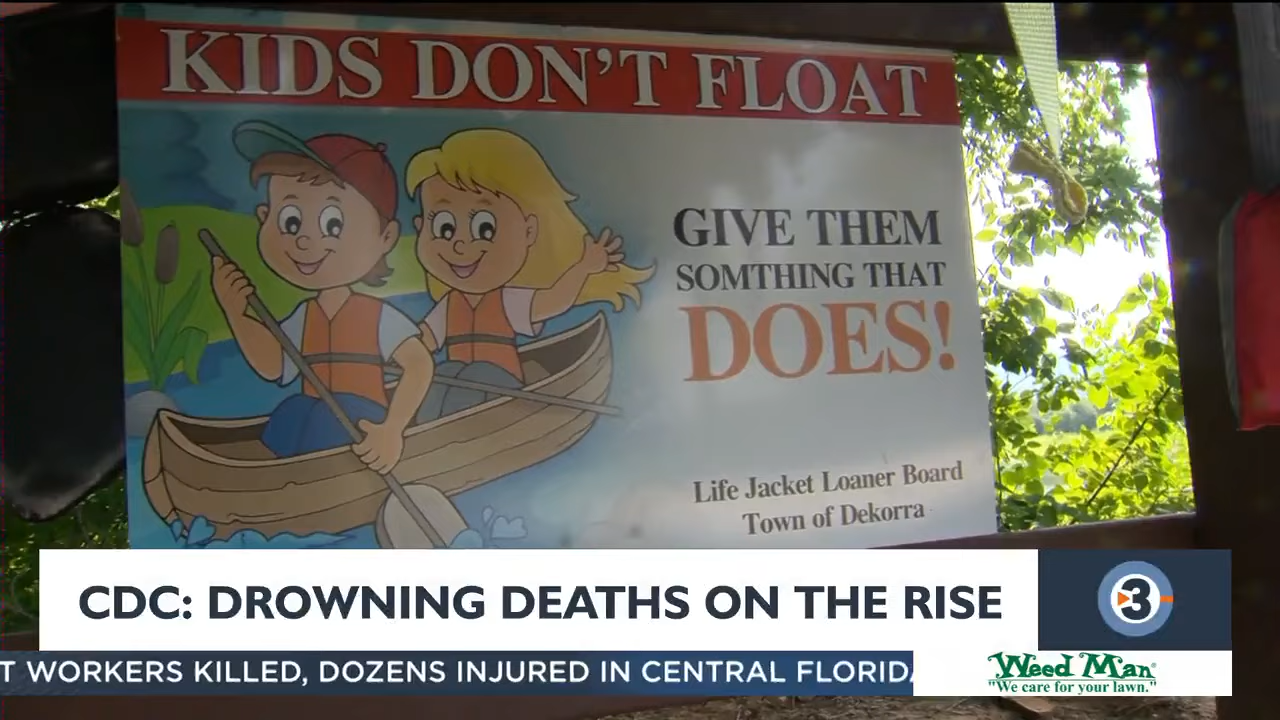 KIDS DON'T FLOAT
GIVE THEM
SOMTHING THAT
DOES!
Life Jacket Loaner Board
Town of Dekorra
CDC: DROWNING DEATHS ON THE RISE
3
T WORKERS KILLED, DOZENS INJURED IN CENTRAL FLORIDA
Weed Man
"We care for your lawn."